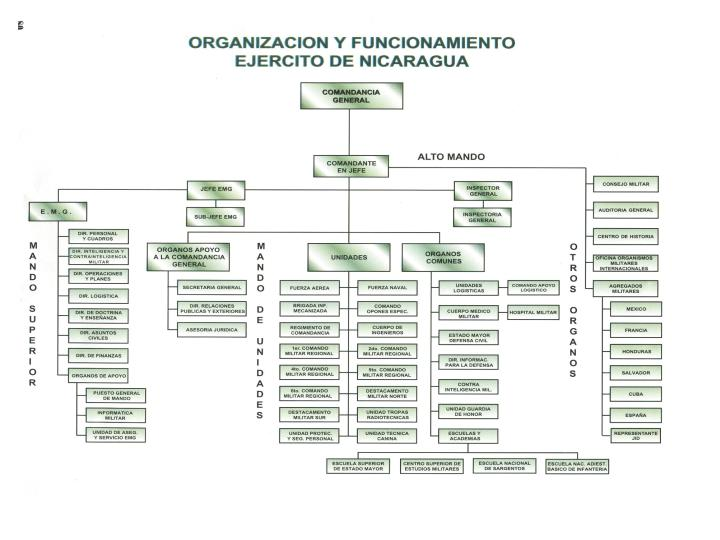 ORGANIZACION Y FUNCIONAMIENTO
EJERCITO DE NICARAGUA
COMANDANCIA
GENERAL
COMANDANTE
EN JEFE
ALTO MANDO
JEFE EMG
SUB-JEFE EMG
INSPECTOR
GENERAL
INSPECTORIA
GENERAL
E. M. G.
MANDO SUPERIOR
DIR. PERSONAL
Y CUADROS
DIR. INTELIGENCIA Y
CONTRAINTELIGENCIA
MILITAR
DIR. OPERACIONES
Y PLANES
DIR. LOGISTICA
DIR. DE DOCTRINA
Y ENSEÑANZA
DIR. ASUNTOS
CIVILES
DIR. DE FINANZAS
ORGANOS DE APOYO
PUESTO GENERAL
DE MANDO
INFORMATICA
MILITAR
UNIDAD DE ASEG.
Y SERVICIO EMG
ORGANOS APOYO
A LA COMANDANCIA
GENERAL
SECRETARIA GENERAL
DIR. RELACIONES
PUBLICAS Y EXTERIORES
ASESORIA JURIDICA
MANDO DE UNIDADES
UNIDADES
FUERZA AEREA
FUERZA NAVAL
BRIGADA INF.
MECANIZADA
COMANDO
OPONES ESPEC.
REGIMIENTO DE
COMANDANCIA
CUERPO DE
INGENIEROS
1er. COMANDO
MILITAR REGIONAL
2do. COMANDO
MILITAR REGIONAL
4to. COMANDO
MILITAR REGIONAL
5to. COMANDO
MILITAR REGIONAL
6to. COMANDO
MILITAR REGIONAL
DESTACAMENTO
MILITAR NORTE
DESTACAMENTO
MILITAR SUR
UNIDAD TROPAS
RADIOTECNICAS
UNIDAD PROTEC.
Y SEG. PERSONAL
UNIDAD TECNICA
CANINA
ORGANOS
COMUNES
UNIDADES
LOGISTICAS
COMANDO APOYO
LOGISTICO
CUERPO MEDICO
MILITAR
HOSPITAL MILITAR
ESTADO MAYOR
DEFENSA CIVIL
DIR. INFORMAC.
PARA LA DEFENSA
CONTRA
INTELIGENCIA MIL.
UNIDAD GUARDIA
DE HONOR
ESCUELAS Y
ACADEMIAS
ESCUELA SUPERIOR
DE ESTADO MAYOR
CENTRO SUPERIOR DE
ESTUDIOS MILITARES
ESCUELA NACIONAL
DE SARGENTOS
ESCUELA NAC. ADIEST.
BASICO DE INFANTERIA
OTROS ORGANOS
CONSEJO MILITAR
AUDITORIA GENERAL
CENTRO DE HISTORIA
OFICINA ORGANISMOS
MILITARES
INTERNACIONALES
AGREGADOS
MILITARES
MEXICO
FRANCIA
HONDURAS
SALVADOR
CUBA
ESPAÑA
REPRESENTANTE
JID